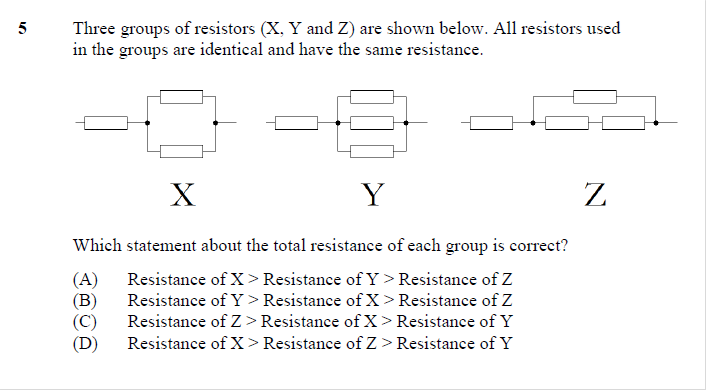 5 Three groups of resistors (X, Y and Z) are shown below. All resistors used
in the groups are identical and have the same resistance.
X Y Z
Which statement about the total resistance of each group is correct?
(A) Resistance of X > Resistance of Y > Resistance of Z
(B) Resistance of Y > Resistance of X > Resistance of Z
(C) Resistance of Z > Resistance of X > Resistance of Y
(D) Resistance of X > Resistance of Z > Resistance of Y